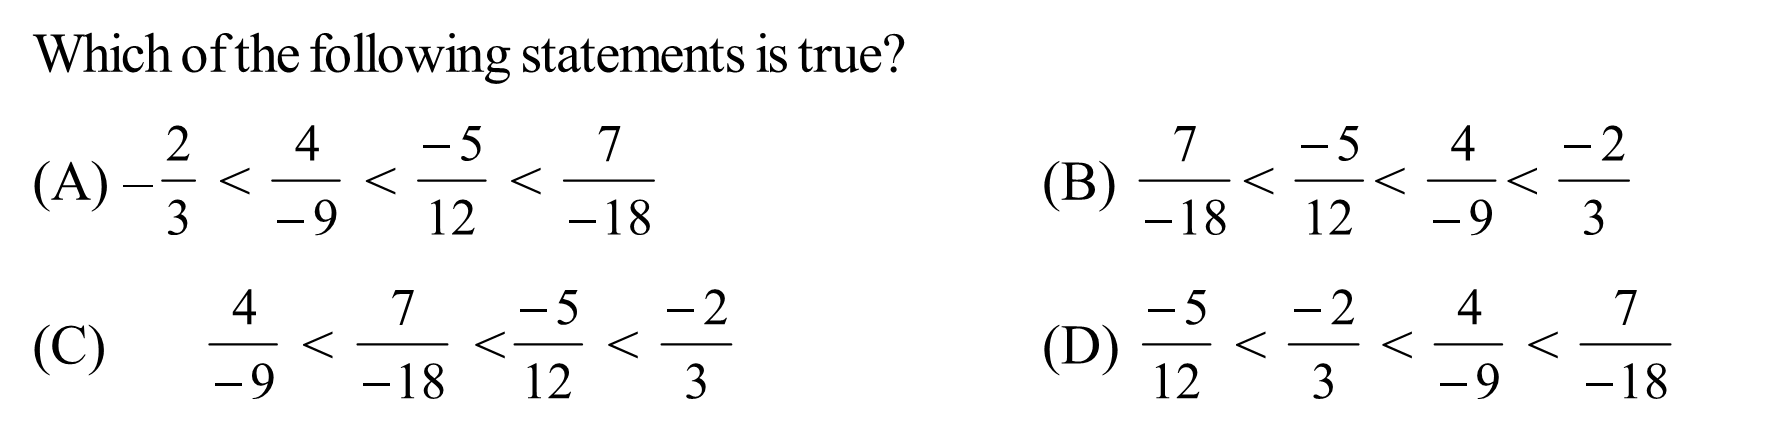 Which of the following statements is true?
(A) −2/3 < 4/−9 < −5/12 < 7/−18
(B) 7/−18 < −5/12 < 4/−9 < −2/3
(C) 4/−9 < 7/−18 < −5/12 < −2/3
(D) −5/12 < −2/3 < 4/−9 < 7/−18